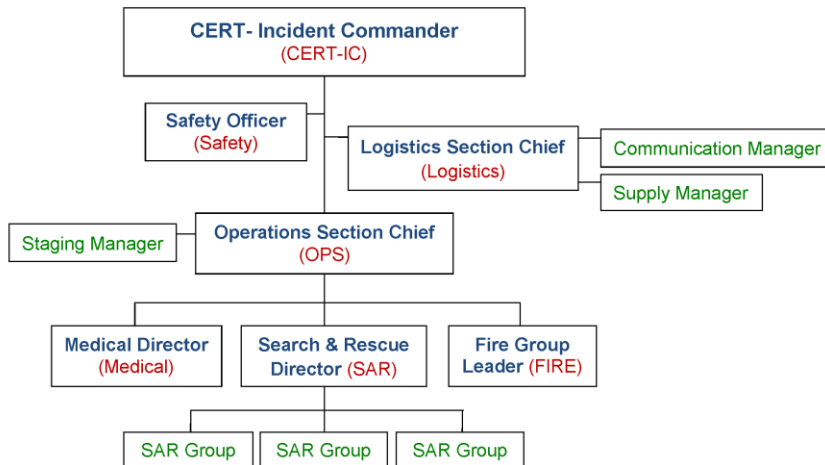 CERT- Incident Commander
(CERT-IC)
Safety Officer
(Safety)
Logistics Section Chief
(Logistics)
Communication Manager
Supply Manager
Staging Manager
Operations Section Chief
(OPS)
Medical Director
(Medical)
Search & Rescue
Director (SAR)
Fire Group
Leader (FIRE)
SAR Group
SAR Group
SAR Group